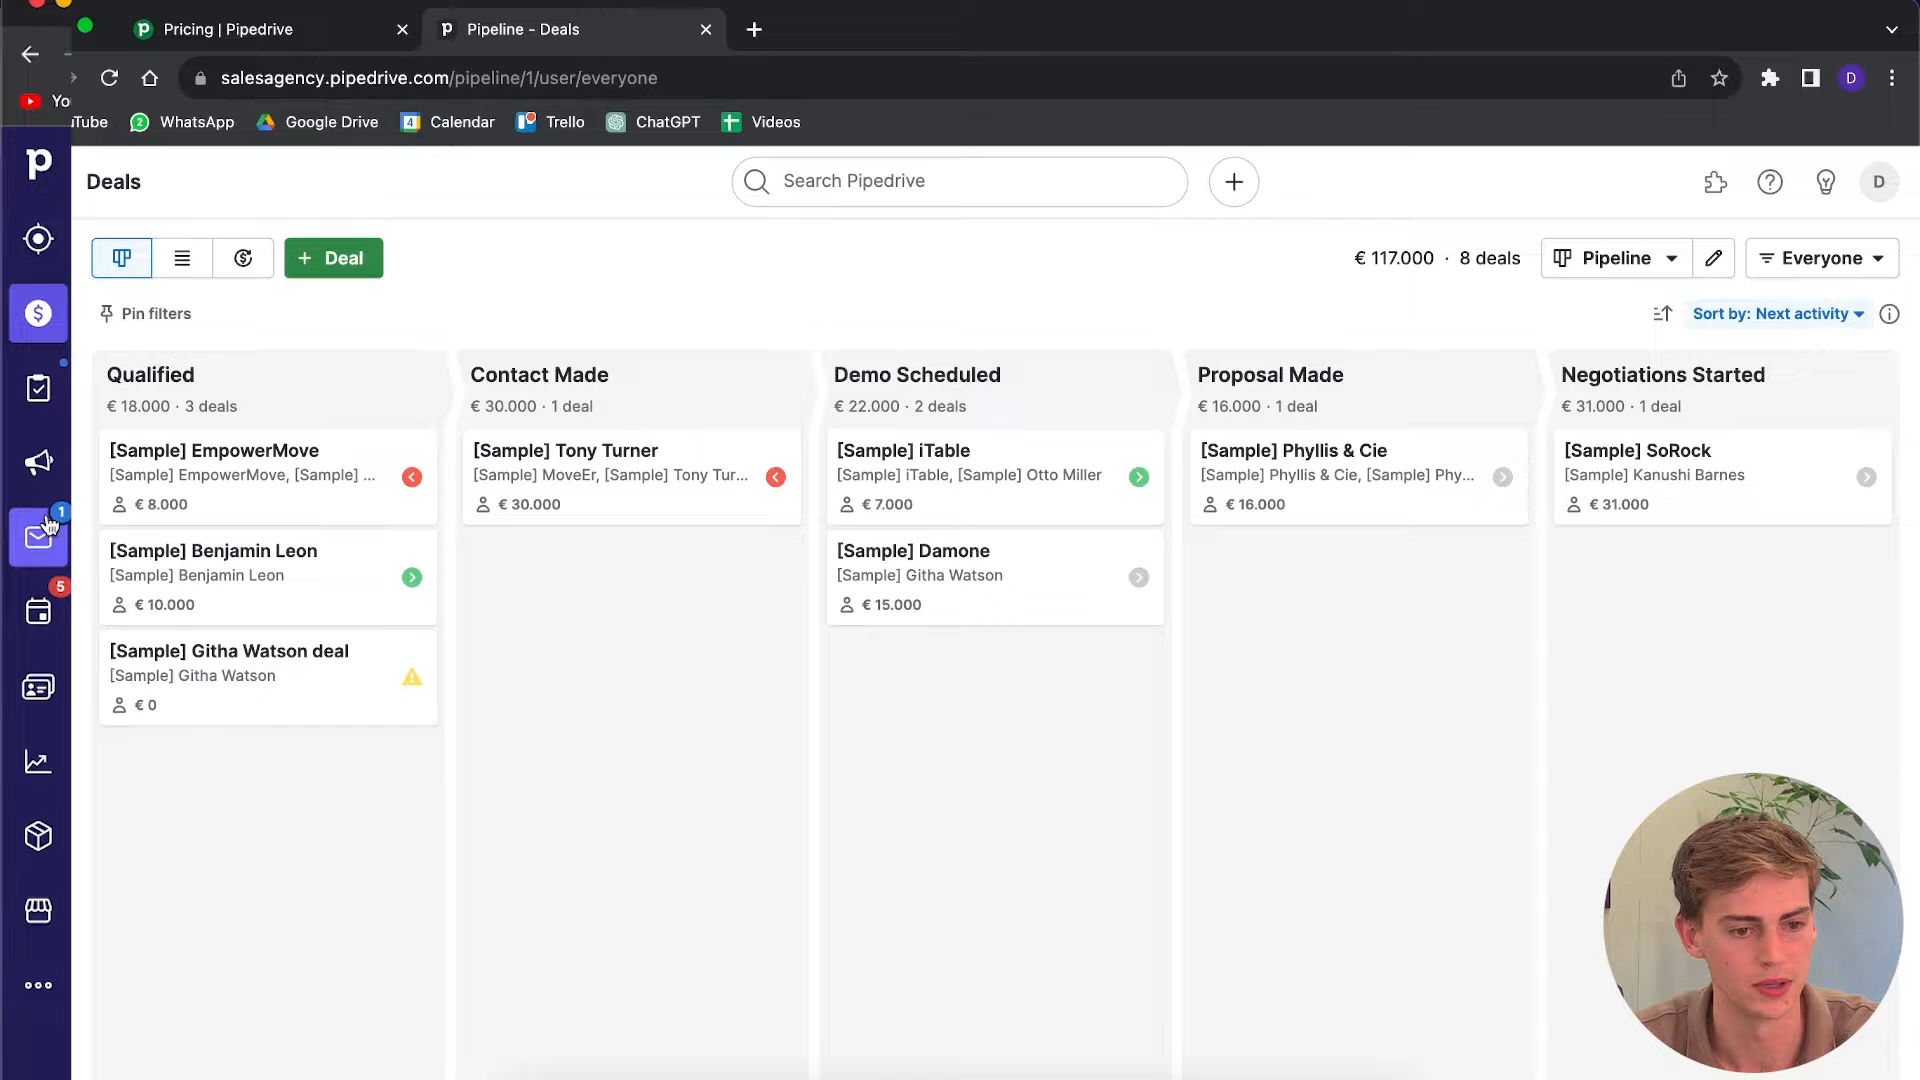 Pricing | Pipedrive
Pipeline - Deals
salesagency.pipedrive.com/pipeline/1/user/everyone
D
Yo
uTube
2
WhatsApp
Google Drive
4
Calendar
Trello
ChatGPT
Videos
p
Deals
Search Pipedrive
D
+ Deal
€ 117.000 · 8 deals
Pipeline
Everyone
Pin filters
Sort by: Next activity
Qualified
€ 18.000 · 3 deals
[Sample] EmpowerMove
[Sample] EmpowerMove, [Sample] ...
€ 8.000
[Sample] Benjamin Leon
[Sample] Benjamin Leon
€ 10.000
[Sample] Githa Watson deal
[Sample] Githa Watson
€ 0
Contact Made
€ 30.000 · 1 deal
[Sample] Tony Turner
[Sample] MoveEr, [Sample] Tony Tur...
€ 30.000
Demo Scheduled
€ 22.000 · 2 deals
[Sample] iTable
[Sample] iTable, [Sample] Otto Miller
€ 7.000
[Sample] Damone
[Sample] Githa Watson
€ 15.000
Proposal Made
€ 16.000 · 1 deal
[Sample] Phyllis & Cie
[Sample] Phyllis & Cie, [Sample] Phy...
€ 16.000
Negotiations Started
€ 31.000 · 1 deal
[Sample] SoRock
[Sample] Kanushi Barnes
€ 31.000
1
5